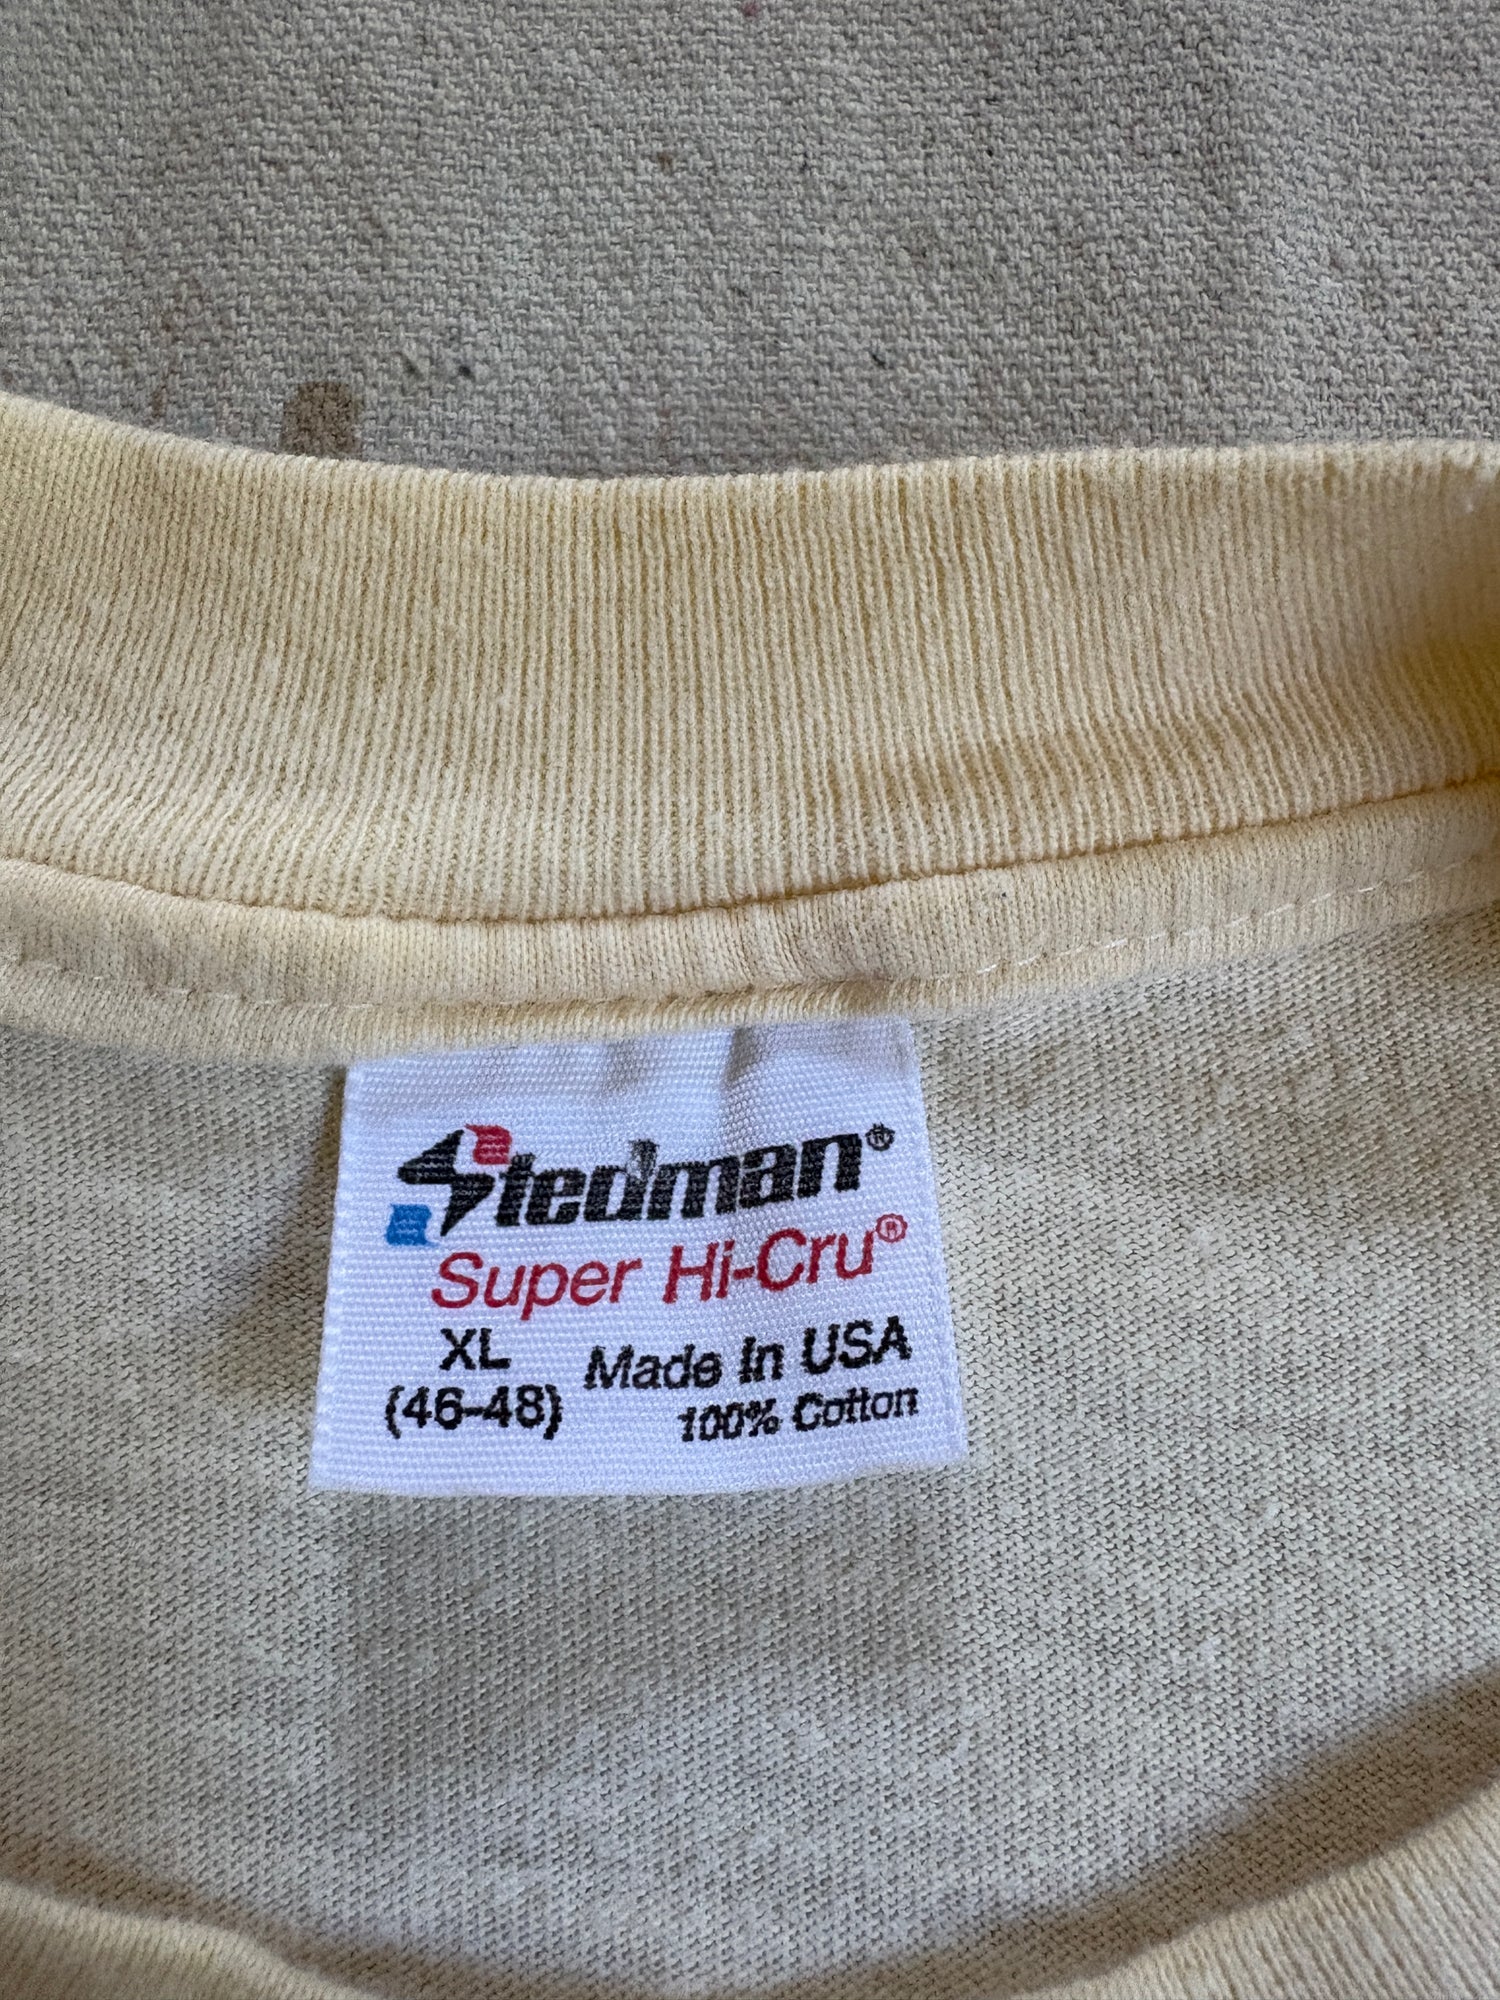 Stedman®
Super Hi-Cru®
XL Made In USA
(46-48) 100% Cotton